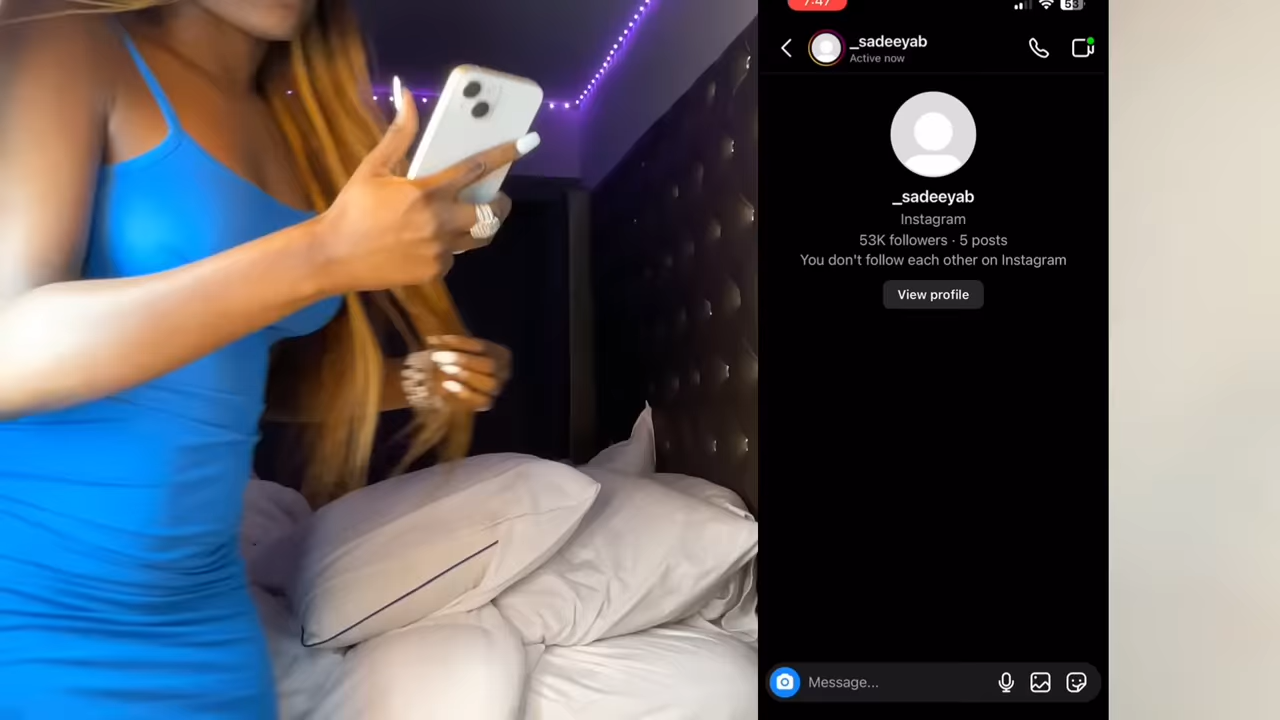 7:47
53
_sadeeyab
Active now
_sadeeyab
Instagram
53K followers · 5 posts
You don't follow each other on Instagram
View profile
Message...